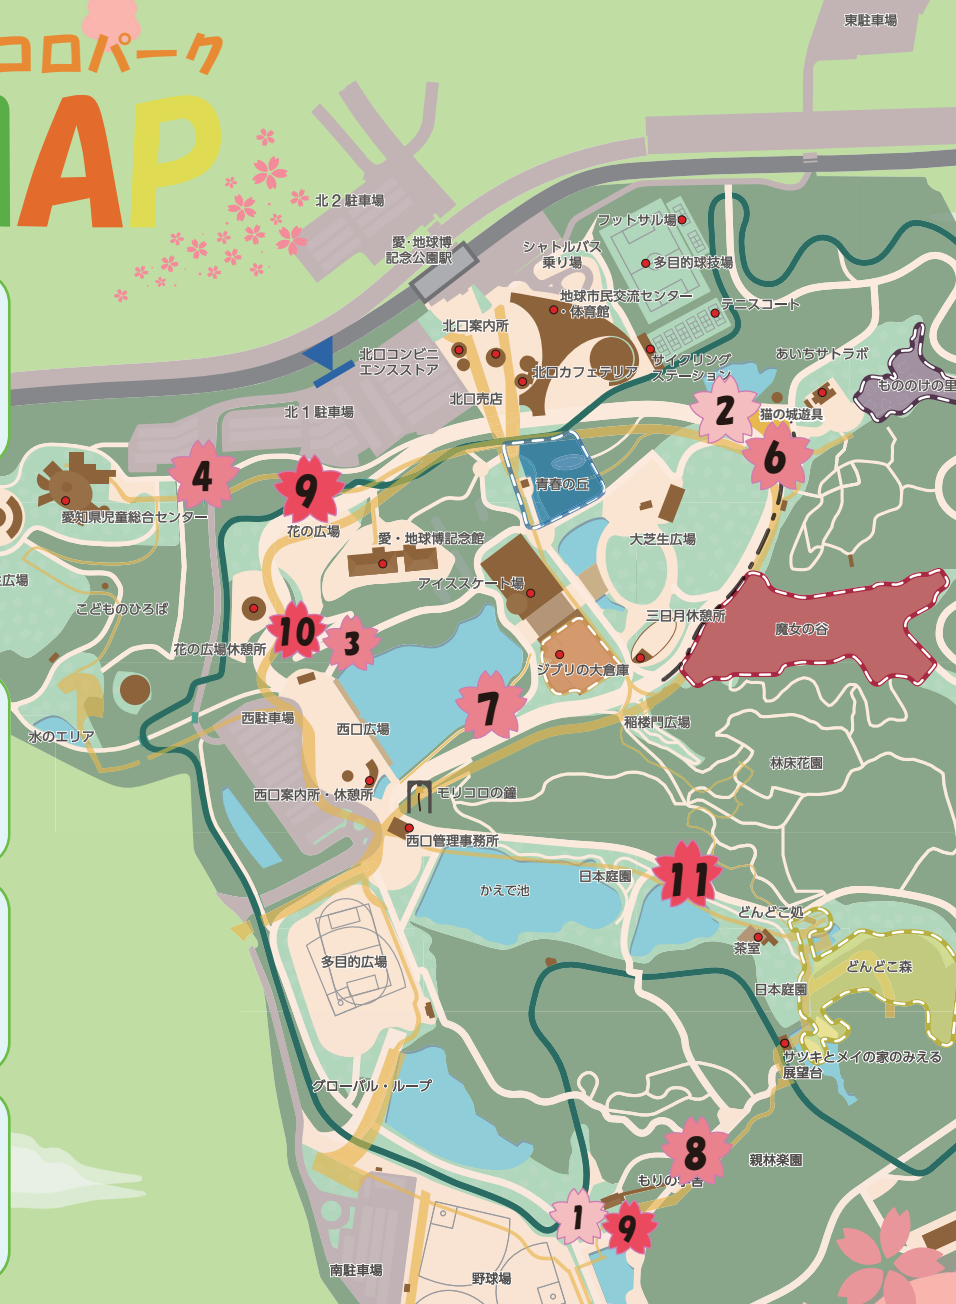 コロパーク
MAP
東駐車場
北2駐車場
愛・地球博
記念公園駅
シャトルバス
乗り場
フットサル場
多目的球技場
地球市民交流センター
・体育館
テニスコート
北口案内所
北口コンビニ
エンスストア
北口カフェテリア
サイクリング
ステーション
あいちサトラボ
もののけの里
北口売店
北1駐車場
2
猫の城遊具
6
4
9
青春の丘
愛知県児童総合センター
花の広場
愛・地球博記念館
大芝生広場
広場
アイススケート場
こどものひろば
10
3
三日月休憩所
魔女の谷
花の広場休憩所
ジブリの大倉庫
7
西駐車場
西口広場
稲楼門広場
水のエリア
林床花園
西口案内所・休憩所
モリコロの鐘
西口管理事務所
日本庭園
11
かえで池
どんどこ処
茶室
多目的広場
どんどこ森
日本庭園
サツキとメイの家のみえる
展望台
グローバル・ループ
8
親林楽園
もりの学舎
1
9
南駐車場
野球場